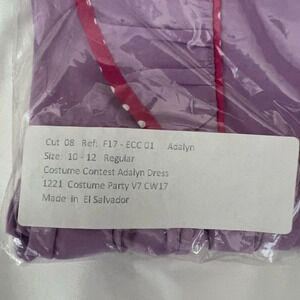 Cut 08 Ref: F17 - ECC 01 Adalyn
Size: 10 - 12 Regular
Costume Contest Adalyn Dress
1221 Costume Party V7 CW17
Made in El Salvador